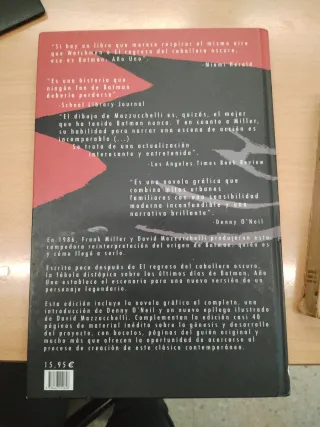 "Si hay un libro que merece respirar el mismo aire
que Watchmen o El regreso del caballero oscuro,
ese es Batman: Año Uno".
-Miami Herald
"Es una historia que
ningún fan de Batman
debería perderse".
-School Library Journal
"El dibujo de Mazzucchelli es, quizás, el mejor
que ha tenido Batman nunca. Y en cuanto a Miller,
su habilidad para narrar una escena de acción es
incomparable (...)
Se trata de una actualización
interesante y entretenida".
-Los Angeles Times Book Review
"Es una novela gráfica que
combina mitos urbanos
familiares con una sensibilidad
moderna inconfundible y una
narrativa brillante".
-Denny O'Neil
En 1986, Frank Miller y David Mazzucchelli produjeron esta
rompedora reinterpretación del origen de Batman: quién es
y cómo llegó a serlo.
Escrito poco después de El regreso del caballero oscuro,
la fábula distópica sobre los últimos días de Batman, Año
Uno establece el escenario para una nueva versión de un
personaje legendario.
Esta edición incluye la novela gráfica al completo, una
introducción de Denny O'Neil y un nuevo epílogo ilustrado
de David Mazzucchelli. Complementan la edición casi 40
páginas de material inédito sobre la génesis y desarrollo
del proyecto, con bocetos, páginas del guión original y
mucho más que ofrecen la oportunidad de acercarse al
proceso de creación de este clásico contemporáneo.
15,95 €